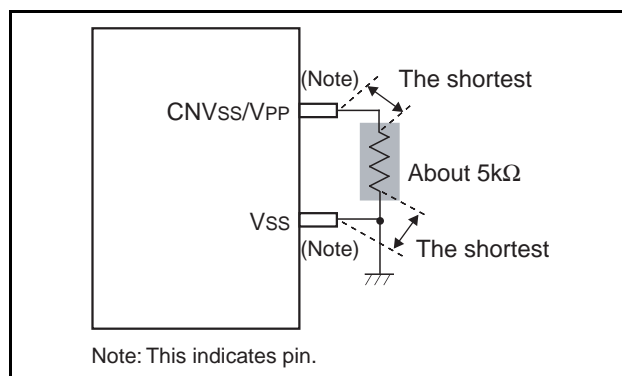 (Note) The shortest
CNVSS/VPP
About 5kΩ
VSS
(Note) The shortest
Note: This indicates pin.